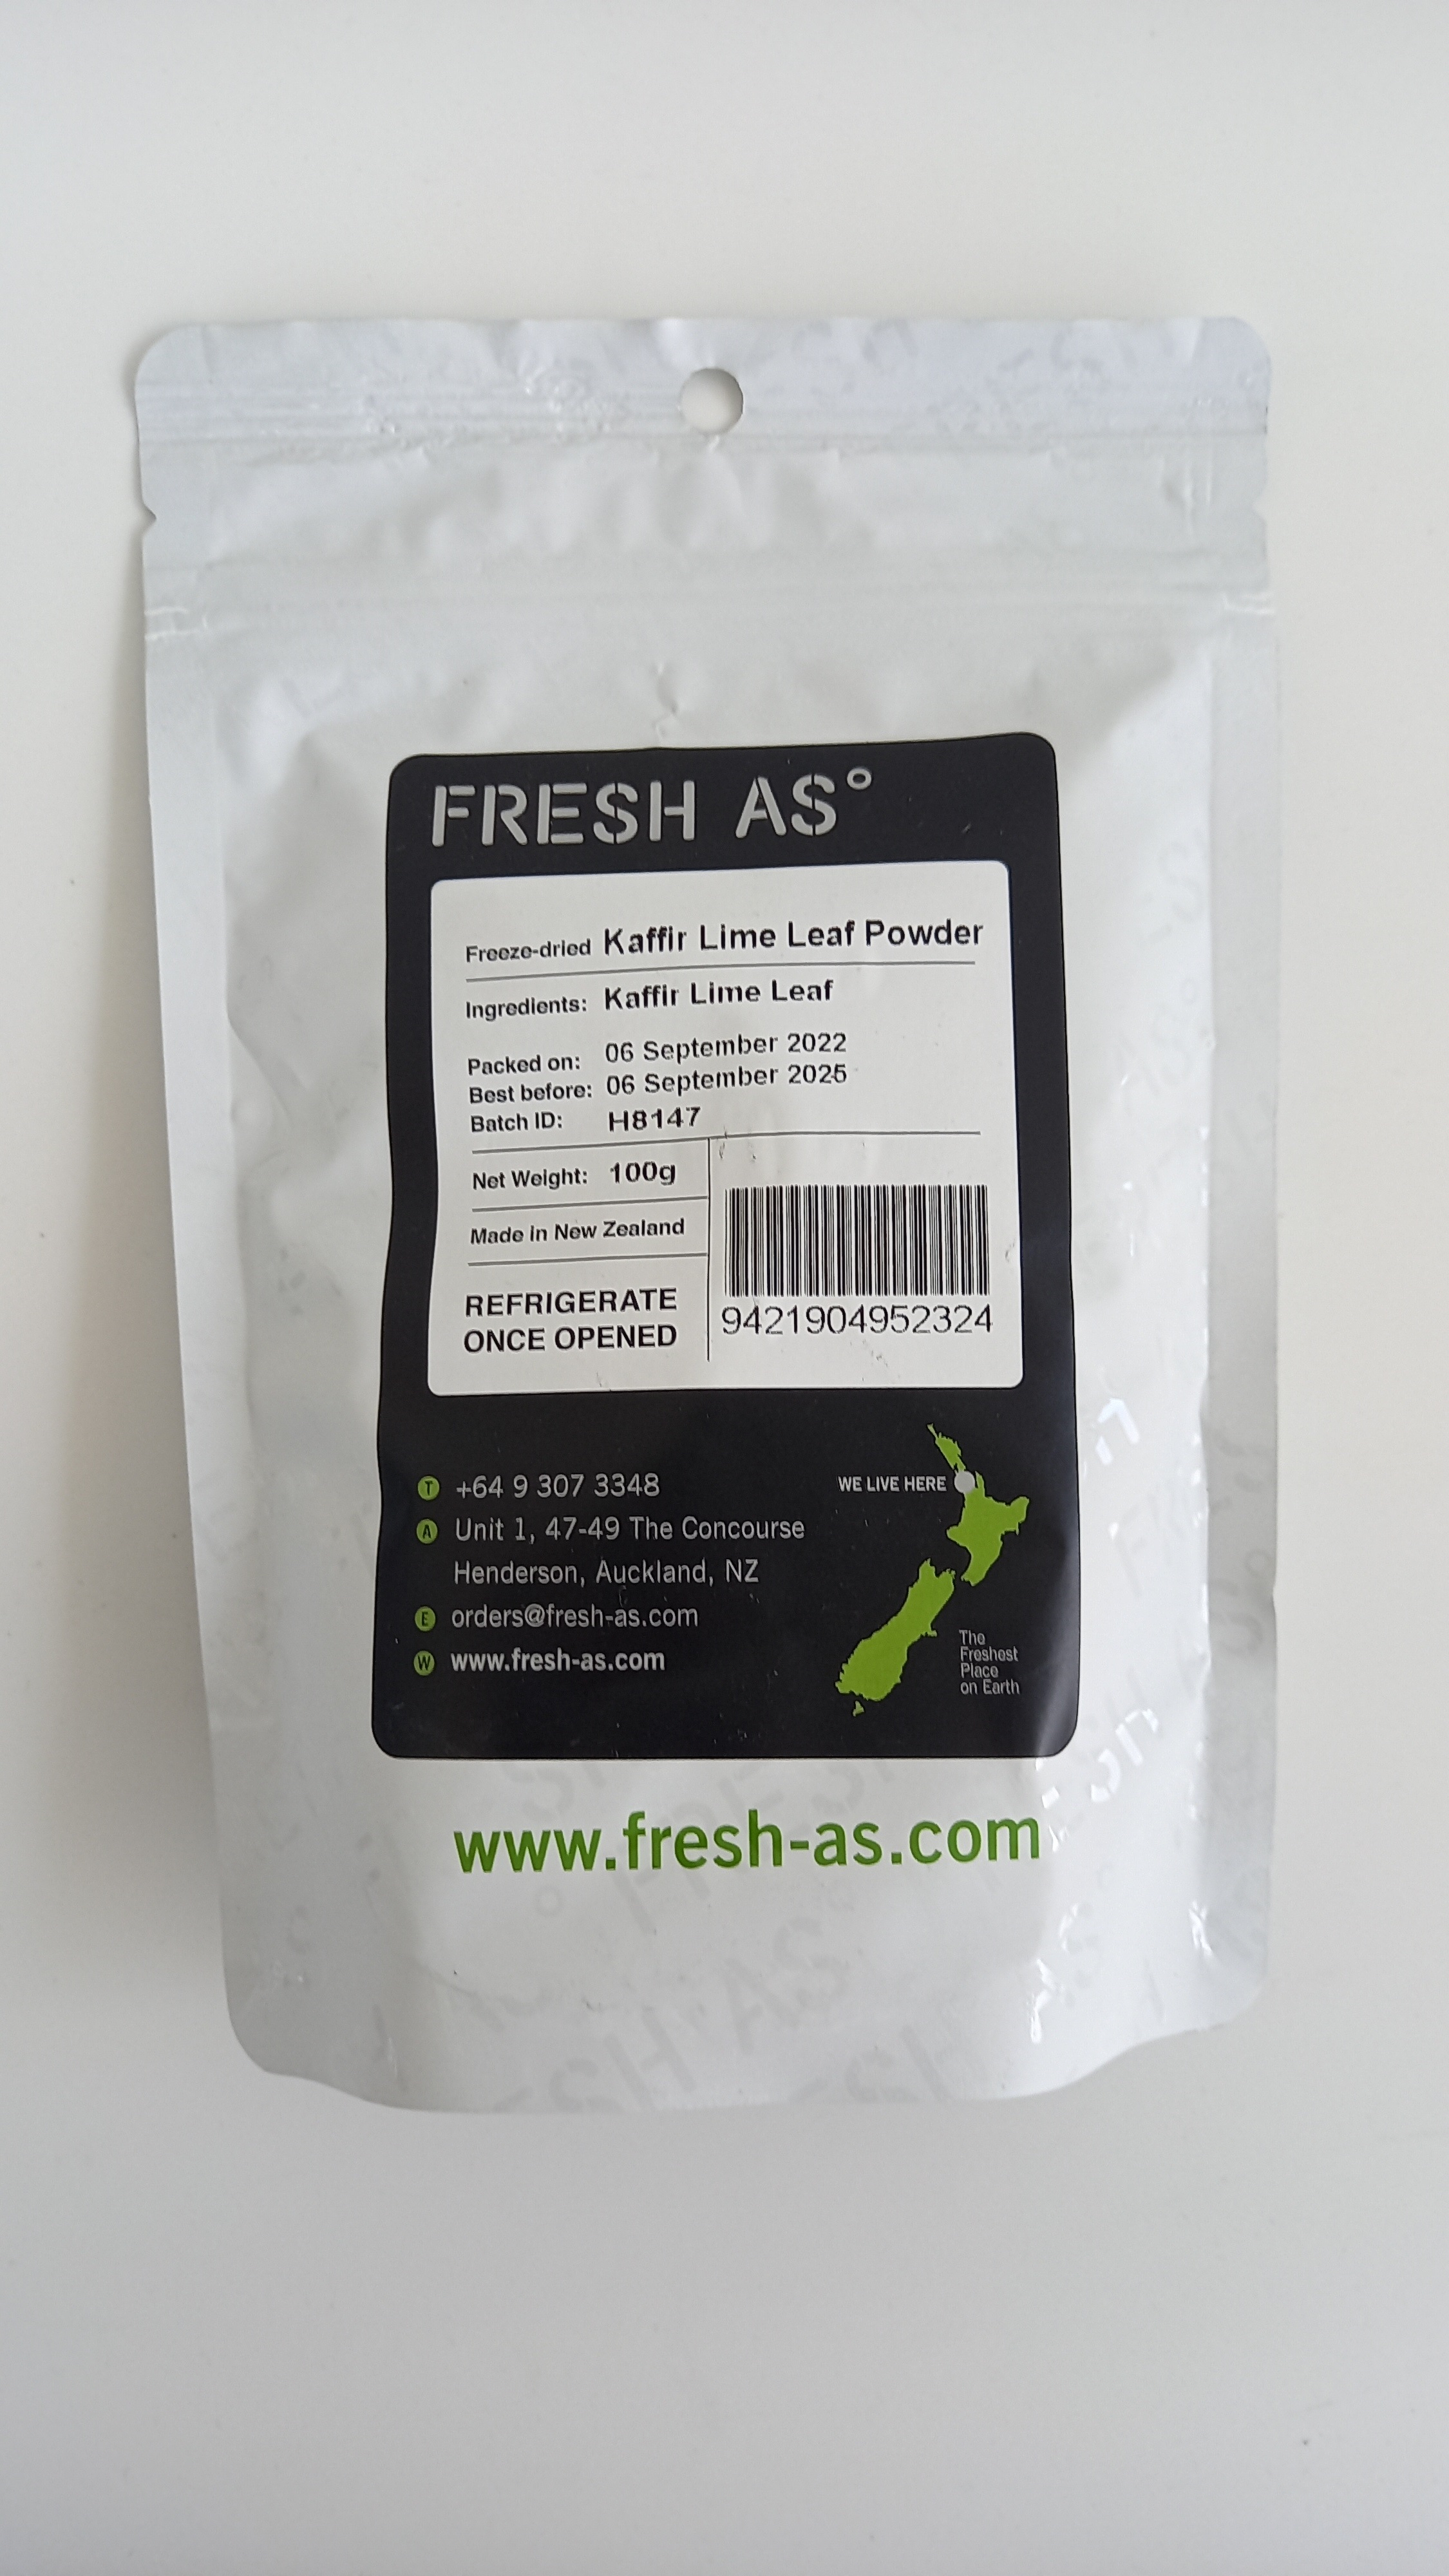 FRESH AS°
Freeze-dried Kaffir Lime Leaf Powder
Ingredients: Kaffir Lime Leaf
Packed on: 06 September 2022
Best before: 06 September 2025
Batch ID: H8147
Net Weight: 100g
Made in New Zealand
REFRIGERATE
ONCE OPENED
9421904952324
T +64 9 307 3348
A Unit 1, 47-49 The Concourse
Henderson, Auckland, NZ
E orders@fresh-as.com
W www.fresh-as.com
WE LIVE HERE
The
Freshest
Place
on Earth
www.fresh-as.com